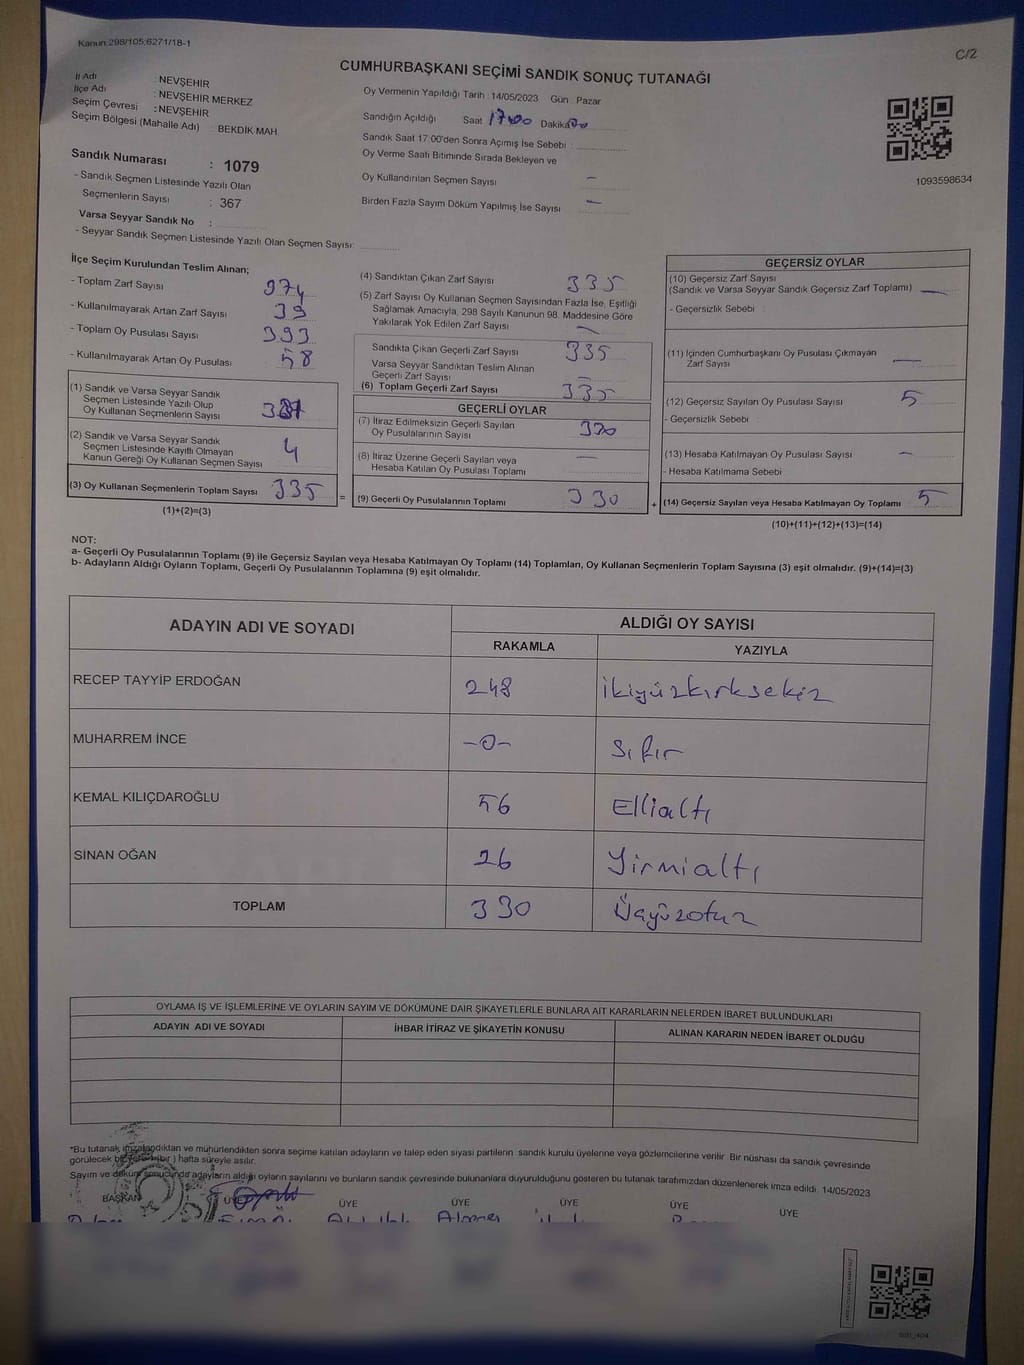 Kanun:298/105;6271/18-1
C/2
CUMHURBAŞKANI SEÇİMİ SANDIK SONUÇ TUTANAĞI
İl Adı : NEVŞEHİR
İlçe Adı : NEVŞEHİR MERKEZ
Seçim Çevresi : NEVŞEHİR
Seçim Bölgesi (Mahalle Adı) : BEKDİK MAH.
Sandık Numarası : 1079
- Sandık Seçmen Listesinde Yazılı Olan
Seçmenlerin Sayısı : 367
Varsa Seyyar Sandık No :
- Seyyar Sandık Seçmen Listesinde Yazılı Olan Seçmen Sayısı:
Oy Vermenin Yapıldığı Tarih : 14/05/2023 Gün : Pazar
Sandığın Açıldığı Saat 17:00 Dakika
Sandık Saat 17:00'den Sonra Açımış İse Sebebi :
Oy Verme Saati Bitiminde Sırada Bekleyen ve
Oy Kullandırılan Seçmen Sayısı —
Birden Fazla Sayım Döküm Yapılmış İse Sayısı —
1093598634
İlçe Seçim Kurulundan Teslim Alınan;
- Toplam Zarf Sayısı 374
- Kullanılmayarak Artan Zarf Sayısı 39
- Toplam Oy Pusulası Sayısı 393
- Kullanılmayarak Artan Oy Pusulası 58
(1) Sandık ve Varsa Seyyar Sandık
Seçmen Listesinde Yazılı Olup
Oy Kullanan Seçmenlerin Sayısı
(2) Sandık ve Varsa Seyyar Sandık
Seçmen Listesinde Kayıtlı Olmayan
Kanun Gereği Oy Kullanan Seçmen Sayısı 4
(3) Oy Kullanan Seçmenlerin Toplam Sayısı 335 =
(1)+(2)=(3)
(4) Sandıktan Çıkan Zarf Sayısı 335
(5) Zarf Sayısı Oy Kullanan Seçmen Sayısından Fazla İse, Eşitliği
Sağlamak Amacıyla, 298 Sayılı Kanunun 98. Maddesine Göre
Yakılarak Yok Edilen Zarf Sayısı —
Sandıkta Çıkan Geçerli Zarf Sayısı 335
Varsa Seyyar Sandıktan Teslim Alınan
Geçerli Zarf Sayısı —
(6) Toplam Geçerli Zarf Sayısı 335
GEÇERLİ OYLAR
(7) İtiraz Edilmeksizin Geçerli Sayılan
Oy Pusulalarının Sayısı 330
(8) İtiraz Üzerine Geçerli Sayılan veya
Hesaba Katılan Oy Pusulası Toplamı —
(9) Geçerli Oy Pusulalarının Toplamı 330 +
GEÇERSİZ OYLAR
(10) Geçersiz Zarf Sayısı
(Sandık ve Varsa Seyyar Sandık Geçersiz Zarf Toplamı) —
- Geçersizlik Sebebi :
(11) İçinden Cumhurbaşkanı Oy Pusulası Çıkmayan
Zarf Sayısı —
(12) Geçersiz Sayılan Oy Pusulası Sayısı 5
- Geçersizlik Sebebi :
(13) Hesaba Katılmayan Oy Pusulası Sayısı —
- Hesaba Katılmama Sebebi
(14) Geçersiz Sayılan veya Hesaba Katılmayan Oy Toplamı 5
(10)+(11)+(12)+(13)=(14)
NOT:
a- Geçerli Oy Pusulalarının Toplamı (9) ile Geçersiz Sayılan veya Hesaba Katılmayan Oy Toplamı (14) Toplamları, Oy Kullanan Seçmenlerin Toplam Sayısına (3) eşit olmalıdır. (9)+(14)=(3)
b- Adayların Aldığı Oyların Toplamı, Geçerli Oy Pusulalarının Toplamına (9) eşit olmalıdır.
ADAYIN ADI VE SOYADI
ALDIĞI OY SAYISI
RAKAMLA YAZIYLA
RECEP TAYYİP ERDOĞAN 248 İkiyüzkırksekiz
MUHARREM İNCE -0- Sıfır
KEMAL KILIÇDAROĞLU 56 Ellialtı
SİNAN OĞAN 26 Yirmialtı
TOPLAM 330 Üçyüzotuz
OYLAMA İŞ VE İŞLEMLERİNE VE OYLARIN SAYIM VE DÖKÜMÜNE DAİR ŞİKAYETLERLE BUNLARA AİT KARARLARIN NELERDEN İBARET BULUNDUKLARI
ADAYIN ADI VE SOYADI İHBAR İTİRAZ VE ŞİKAYETİN KONUSU ALINAN KARARIN NEDEN İBARET OLDUĞU
*Bu tutanak imzalandıktan ve mühürlendikten sonra seçime katılan adayların ve talep eden siyasi partilerin sandık kurulu üyelerine veya gözlemcilerine verilir. Bir nüshası da sandık çevresinde
görülecek bir yere ( bir ) hafta süreyle asılır.
Sayım ve döküm sonucunda adayların aldığı oyların sayılarını ve bunların sandık çevresinde bulunanlara duyurulduğunu gösteren bu tutanak tarafımızdan düzenlenerek imza edildi. 14/05/2023
BAŞKAN ÜYE ÜYE ÜYE ÜYE ÜYE ÜYE